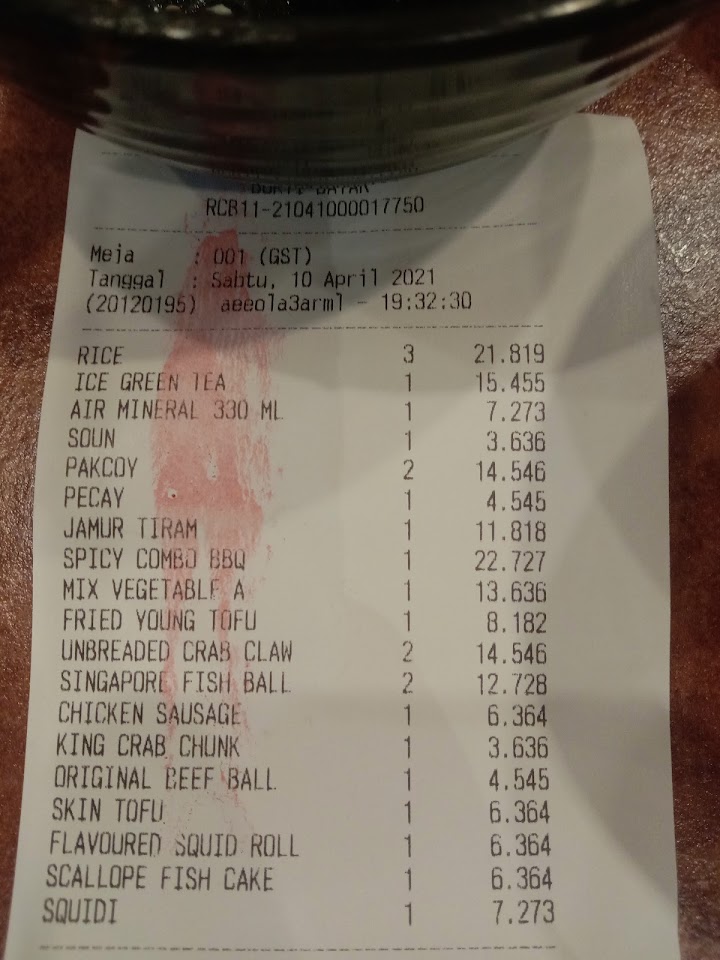 RCB11-21041000017750
Meja : 001 (GST)
Tanggal : Sabtu, 10 April 2021
(20120195) aeeola3arml - 19:32:30
RICE 3 21.819
ICE GREEN TEA 1 15.455
AIR MINERAL 330 ML 1 7.273
SOUN 1 3.636
PAKCOY 2 14.546
PECAY 1 4.545
JAMUR TIRAM 1 11.818
SPICY COMBO BBQ 1 22.727
MIX VEGETABLE A 1 13.636
FRIED YOUNG TOFU 1 8.182
UNBREADED CRAB CLAW 2 14.546
SINGAPORE FISH BALL 2 12.728
CHICKEN SAUSAGE 1 6.364
KING CRAB CHUNK 1 3.636
ORIGINAL BEEF BALL 1 4.545
SKIN TOFU 1 6.364
FLAVOURED SQUID ROLL 1 6.364
SCALLOPE FISH CAKE 1 6.364
SQUIDI 1 7.273